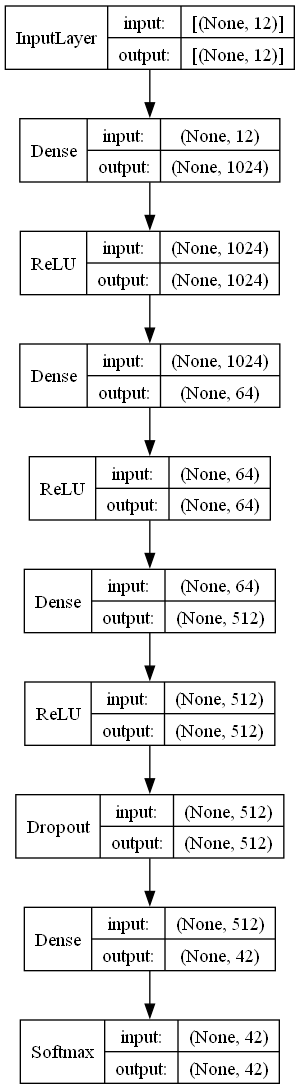 InputLayer input: [(None, 12)]
output: [(None, 12)]
Dense input: (None, 12)
output: (None, 1024)
ReLU input: (None, 1024)
output: (None, 1024)
Dense input: (None, 1024)
output: (None, 64)
ReLU input: (None, 64)
output: (None, 64)
Dense input: (None, 64)
output: (None, 512)
ReLU input: (None, 512)
output: (None, 512)
Dropout input: (None, 512)
output: (None, 512)
Dense input: (None, 512)
output: (None, 42)
Softmax input: (None, 42)
output: (None, 42)